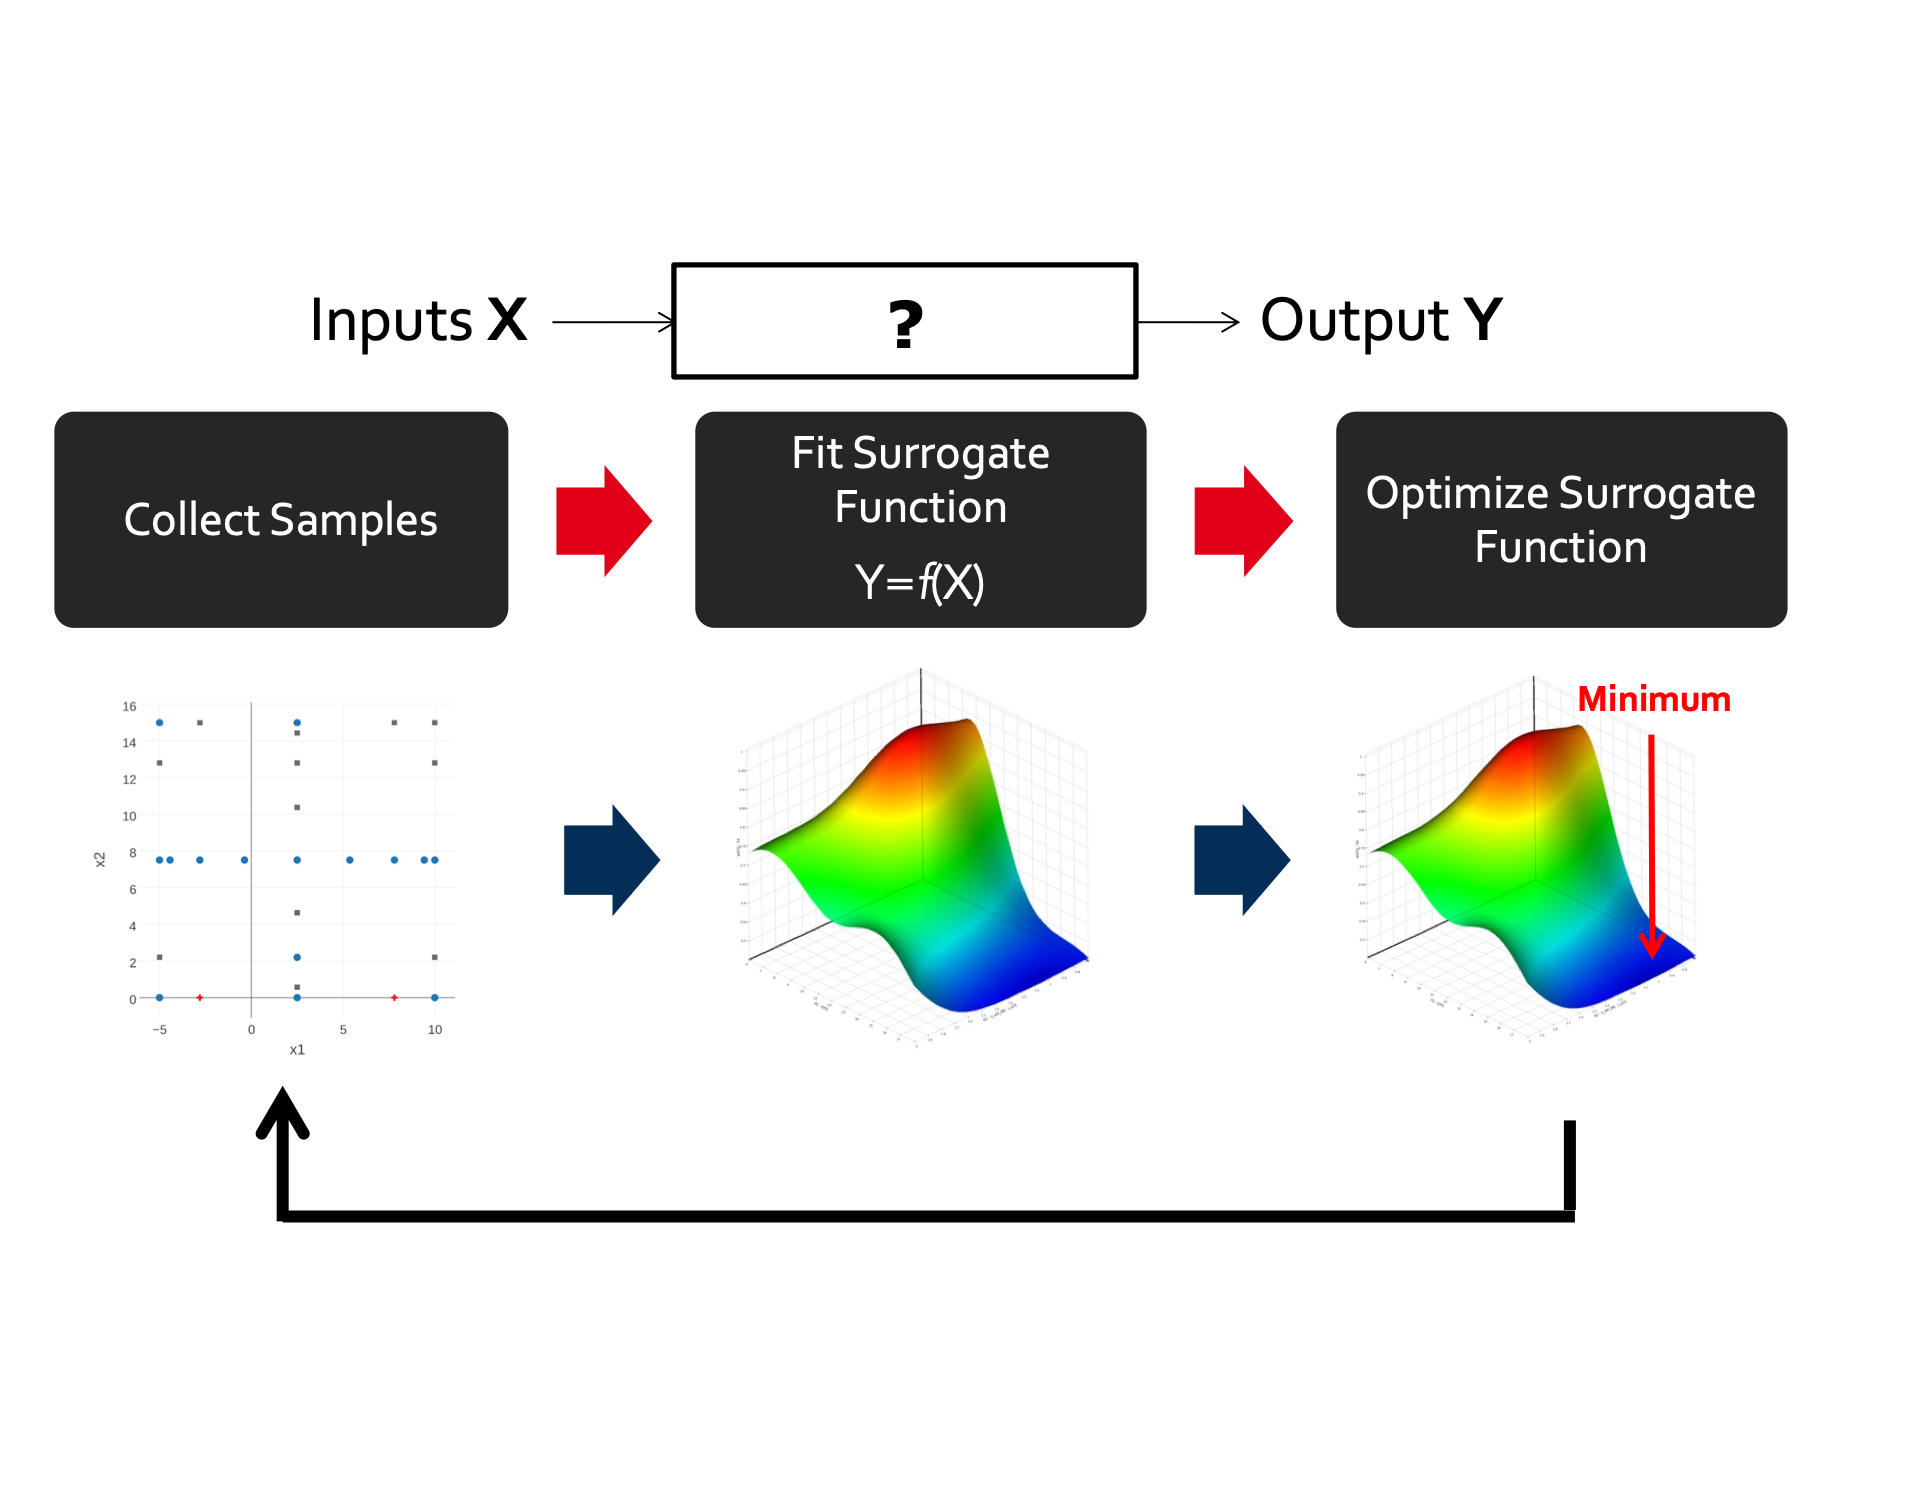 Inputs X
?
Output Y
Collect Samples
Fit Surrogate
Function
Y=f(X)
Optimize Surrogate
Function
Minimum
16
14
12
10
8
6
4
2
0
x2
−5
0
5
10
x1